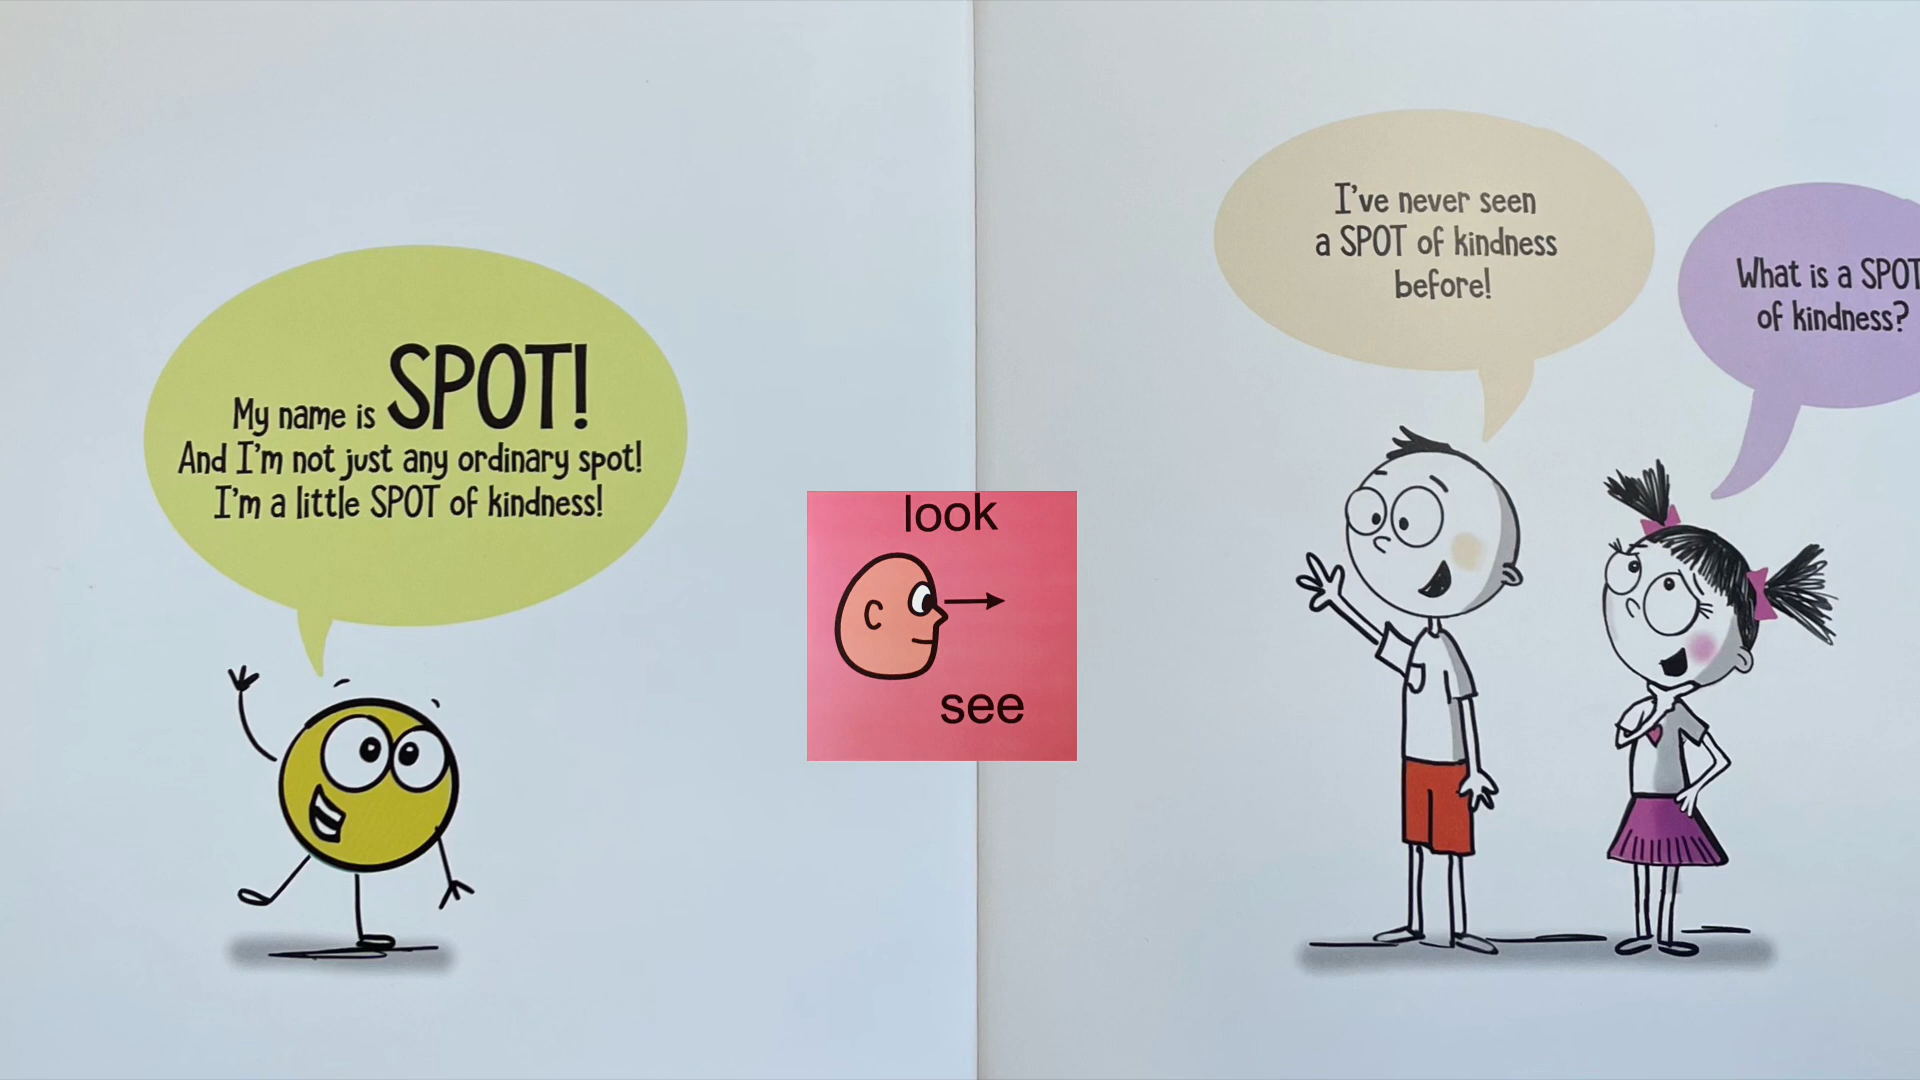 My name is SPOT!
And I'm not just any ordinary spot!
I'm a little SPOT of kindness!
look
see
I've never seen
a SPOT of kindness
before!
What is a SPOT
of kindness?